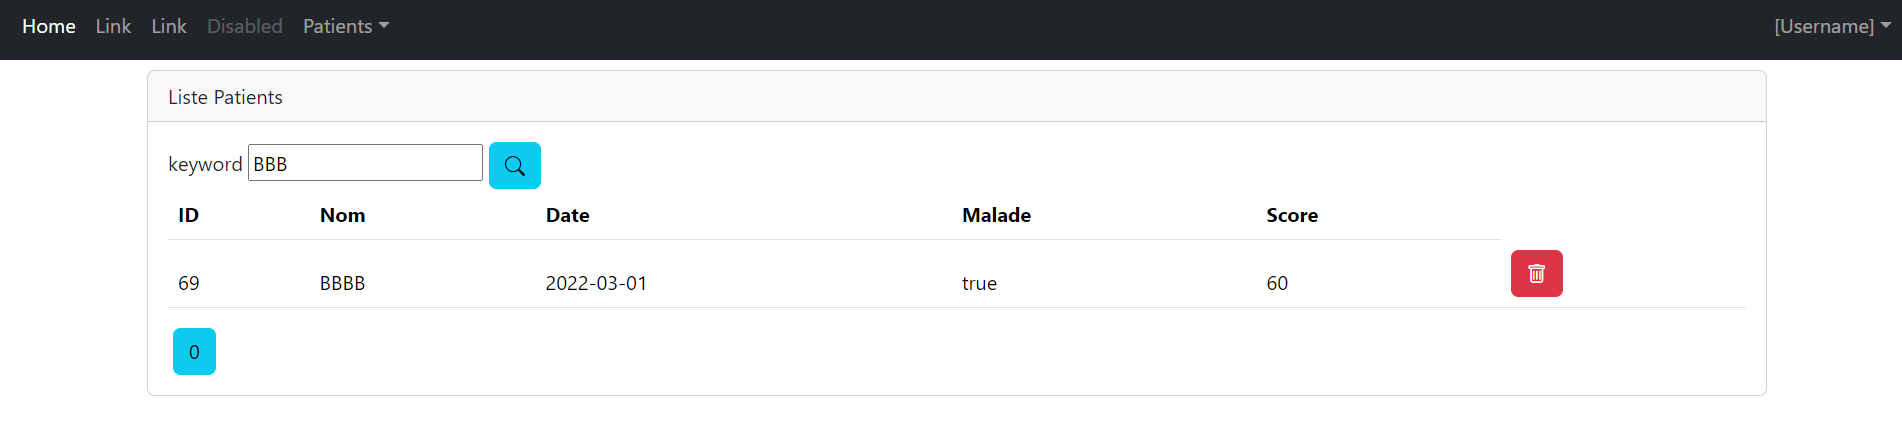 Home Link Link Disabled Patients [Username]
Liste Patients
keyword BBB
ID Nom Date Malade Score
69 BBBB 2022-03-01 true 60
0